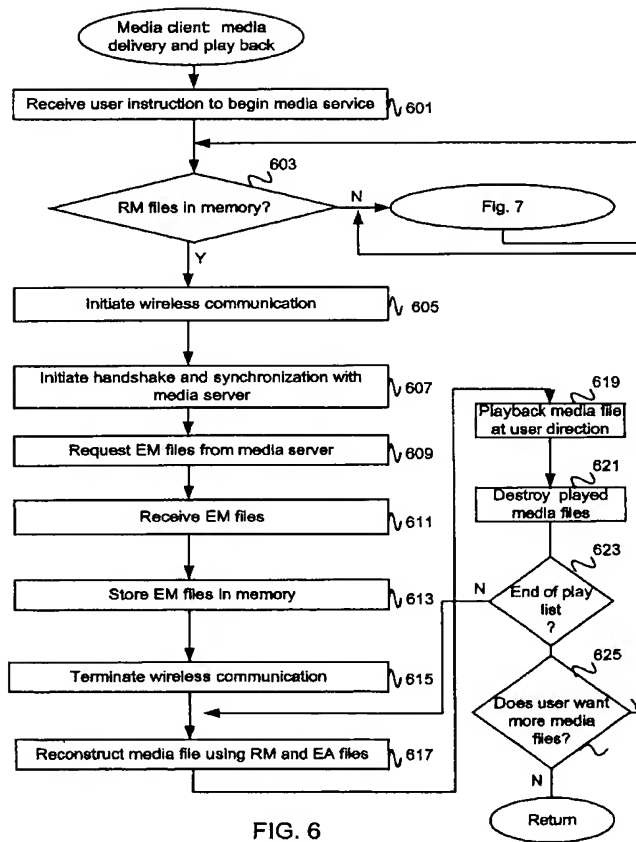 Media client: media
delivery and play back
Receive user instruction to begin media service
601
603
RM files in memory?
N
Fig. 7
Y
Initiate wireless communication
605
Initiate handshake and synchronization with
media server
607
Request EM files from media server
609
Receive EM files
611
Store EM files in memory
613
Terminate wireless communication
615
Reconstruct media file using RM and EA files
617
619
Playback media file
at user direction
621
Destroy played
media files
623
N
End of play
list
?
625
Does user want
more media
files?
Y
N
Return
FIG. 6